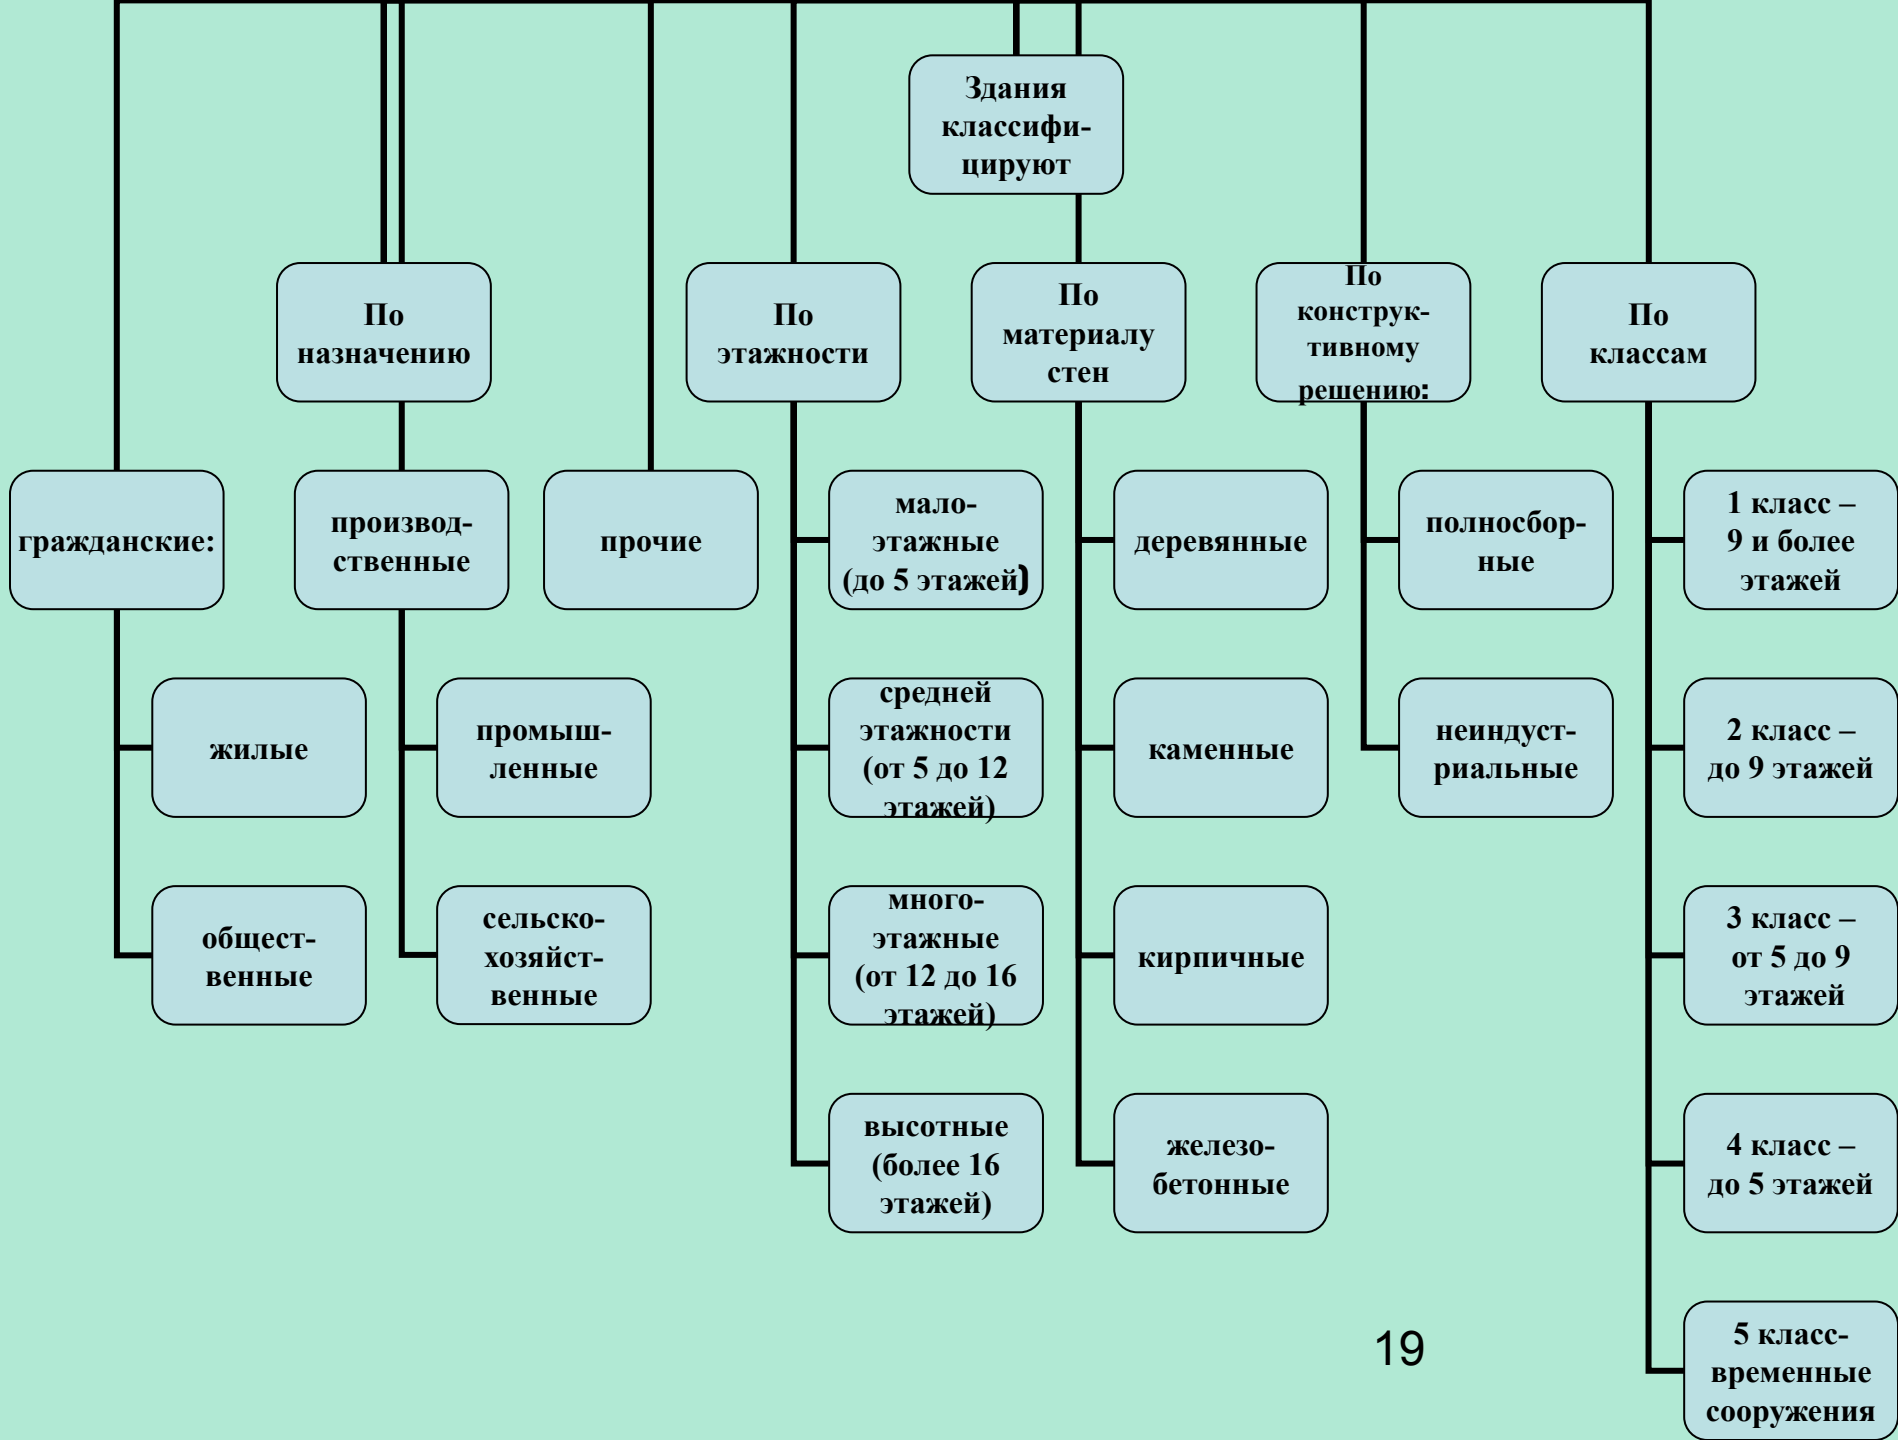 Здания
классифи-
цируют
По
назначению
По
этажности
По
материалу
стен
По
конструк-
тивному
решению:
По
классам
гражданские:
производ-
ственные
прочие
мало-
этажные
(до 5 этажей)
деревянные
полносбор-
ные
1 класс –
9 и более
этажей
жилые
промыш-
ленные
средней
этажности
(от 5 до 12
этажей)
каменные
неиндуст-
риальные
2 класс –
до 9 этажей
общест-
венные
сельско-
хозяйст-
венные
много-
этажные
(от 12 до 16
этажей)
кирпичные
3 класс –
от 5 до 9
этажей
высотные
(более 16
этажей)
железо-
бетонные
4 класс –
до 5 этажей
5 класс-
временные
сооружения
19